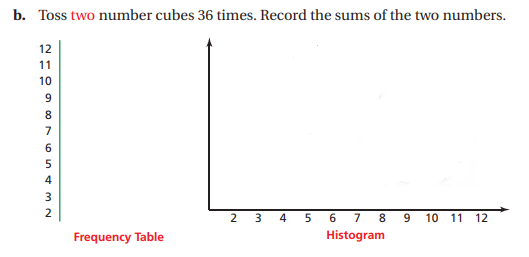 b. Toss two number cubes 36 times. Record the sums of the two numbers.
12
11
10
9
8
7
6
5
4
3
2
2 3 4 5 6 7 8 9 10 11 12
Frequency Table
Histogram